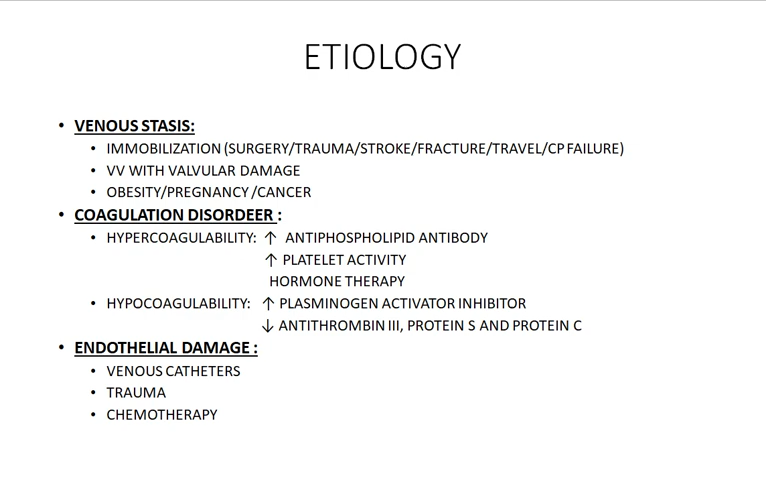 ETIOLOGY
• VENOUS STASIS:
• IMMOBILIZATION (SURGERY/TRAUMA/STROKE/FRACTURE/TRAVEL/CP FAILURE)
• VV WITH VALVULAR DAMAGE
• OBESITY/PREGNANCY/CANCER
• COAGULATION DISORDEER :
• HYPERCOAGULABILITY: ↑ ANTIPHOSPHOLIPID ANTIBODY
↑ PLATELET ACTIVITY
HORMONE THERAPY
• HYPOCOAGULABILITY: ↑ PLASMINOGEN ACTIVATOR INHIBITOR
↓ ANTITHROMBIN III, PROTEIN S AND PROTEIN C
• ENDOTHELIAL DAMAGE :
• VENOUS CATHETERS
• TRAUMA
• CHEMOTHERAPY